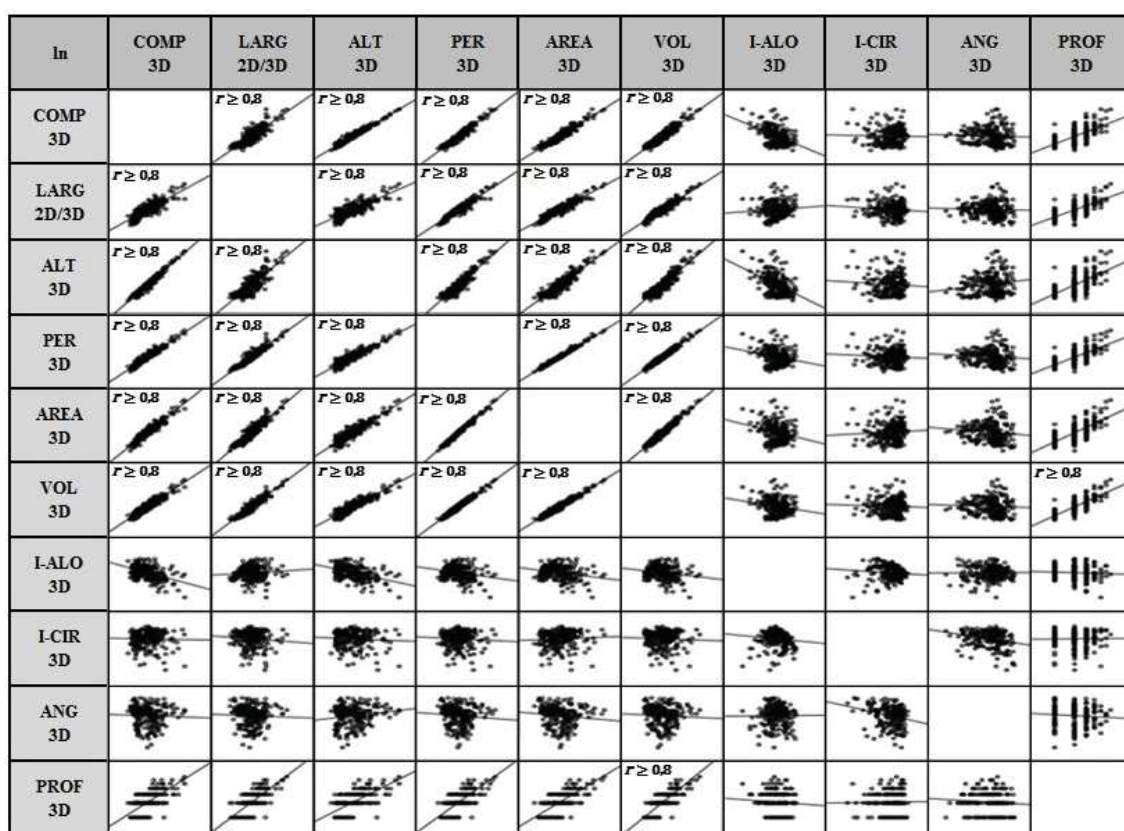 ln COMP LARG ALT PER AREA VOL I-ALO I-CIR ANG PROF
3D 2D/3D 3D 3D 3D 3D 3D 3D 3D 3D
r ≥ 0,8 r ≥ 0,8 r ≥ 0,8 r ≥ 0,8 r ≥ 0,8
COMP
3D
r ≥ 0,8 r ≥ 0,8 r ≥ 0,8 r ≥ 0,8 r ≥ 0,8
LARG
2D/3D
r ≥ 0,8 r ≥ 0,8 r ≥ 0,8 r ≥ 0,8 r ≥ 0,8
ALT
3D
r ≥ 0,8 r ≥ 0,8 r ≥ 0,8 r ≥ 0,8 r ≥ 0,8
PER
3D
r ≥ 0,8 r ≥ 0,8 r ≥ 0,8 r ≥ 0,8 r ≥ 0,8
AREA
3D
r ≥ 0,8 r ≥ 0,8 r ≥ 0,8 r ≥ 0,8 r ≥ 0,8 r ≥ 0,8
VOL
3D
I-ALO
3D
I-CIR
3D
ANG
3D
r ≥ 0,8
PROF
3D